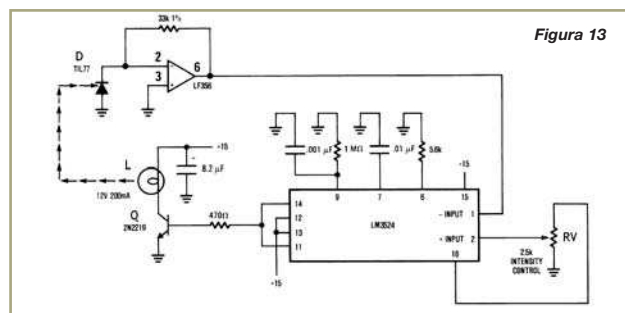 Figura 13
33k 1%
D
TIL77
2
3
6
LF356
L
12V 200mA
-15
8.2 µF
Q
2N2219
470Ω
.001 µF
1 MΩ
.01 µF
5.6k
-15
9
7
6
15
14
12
13
11
LM3524
- INPUT 1
+ INPUT 2
10
-15
2.5k
INTENSITY
CONTROL
RV